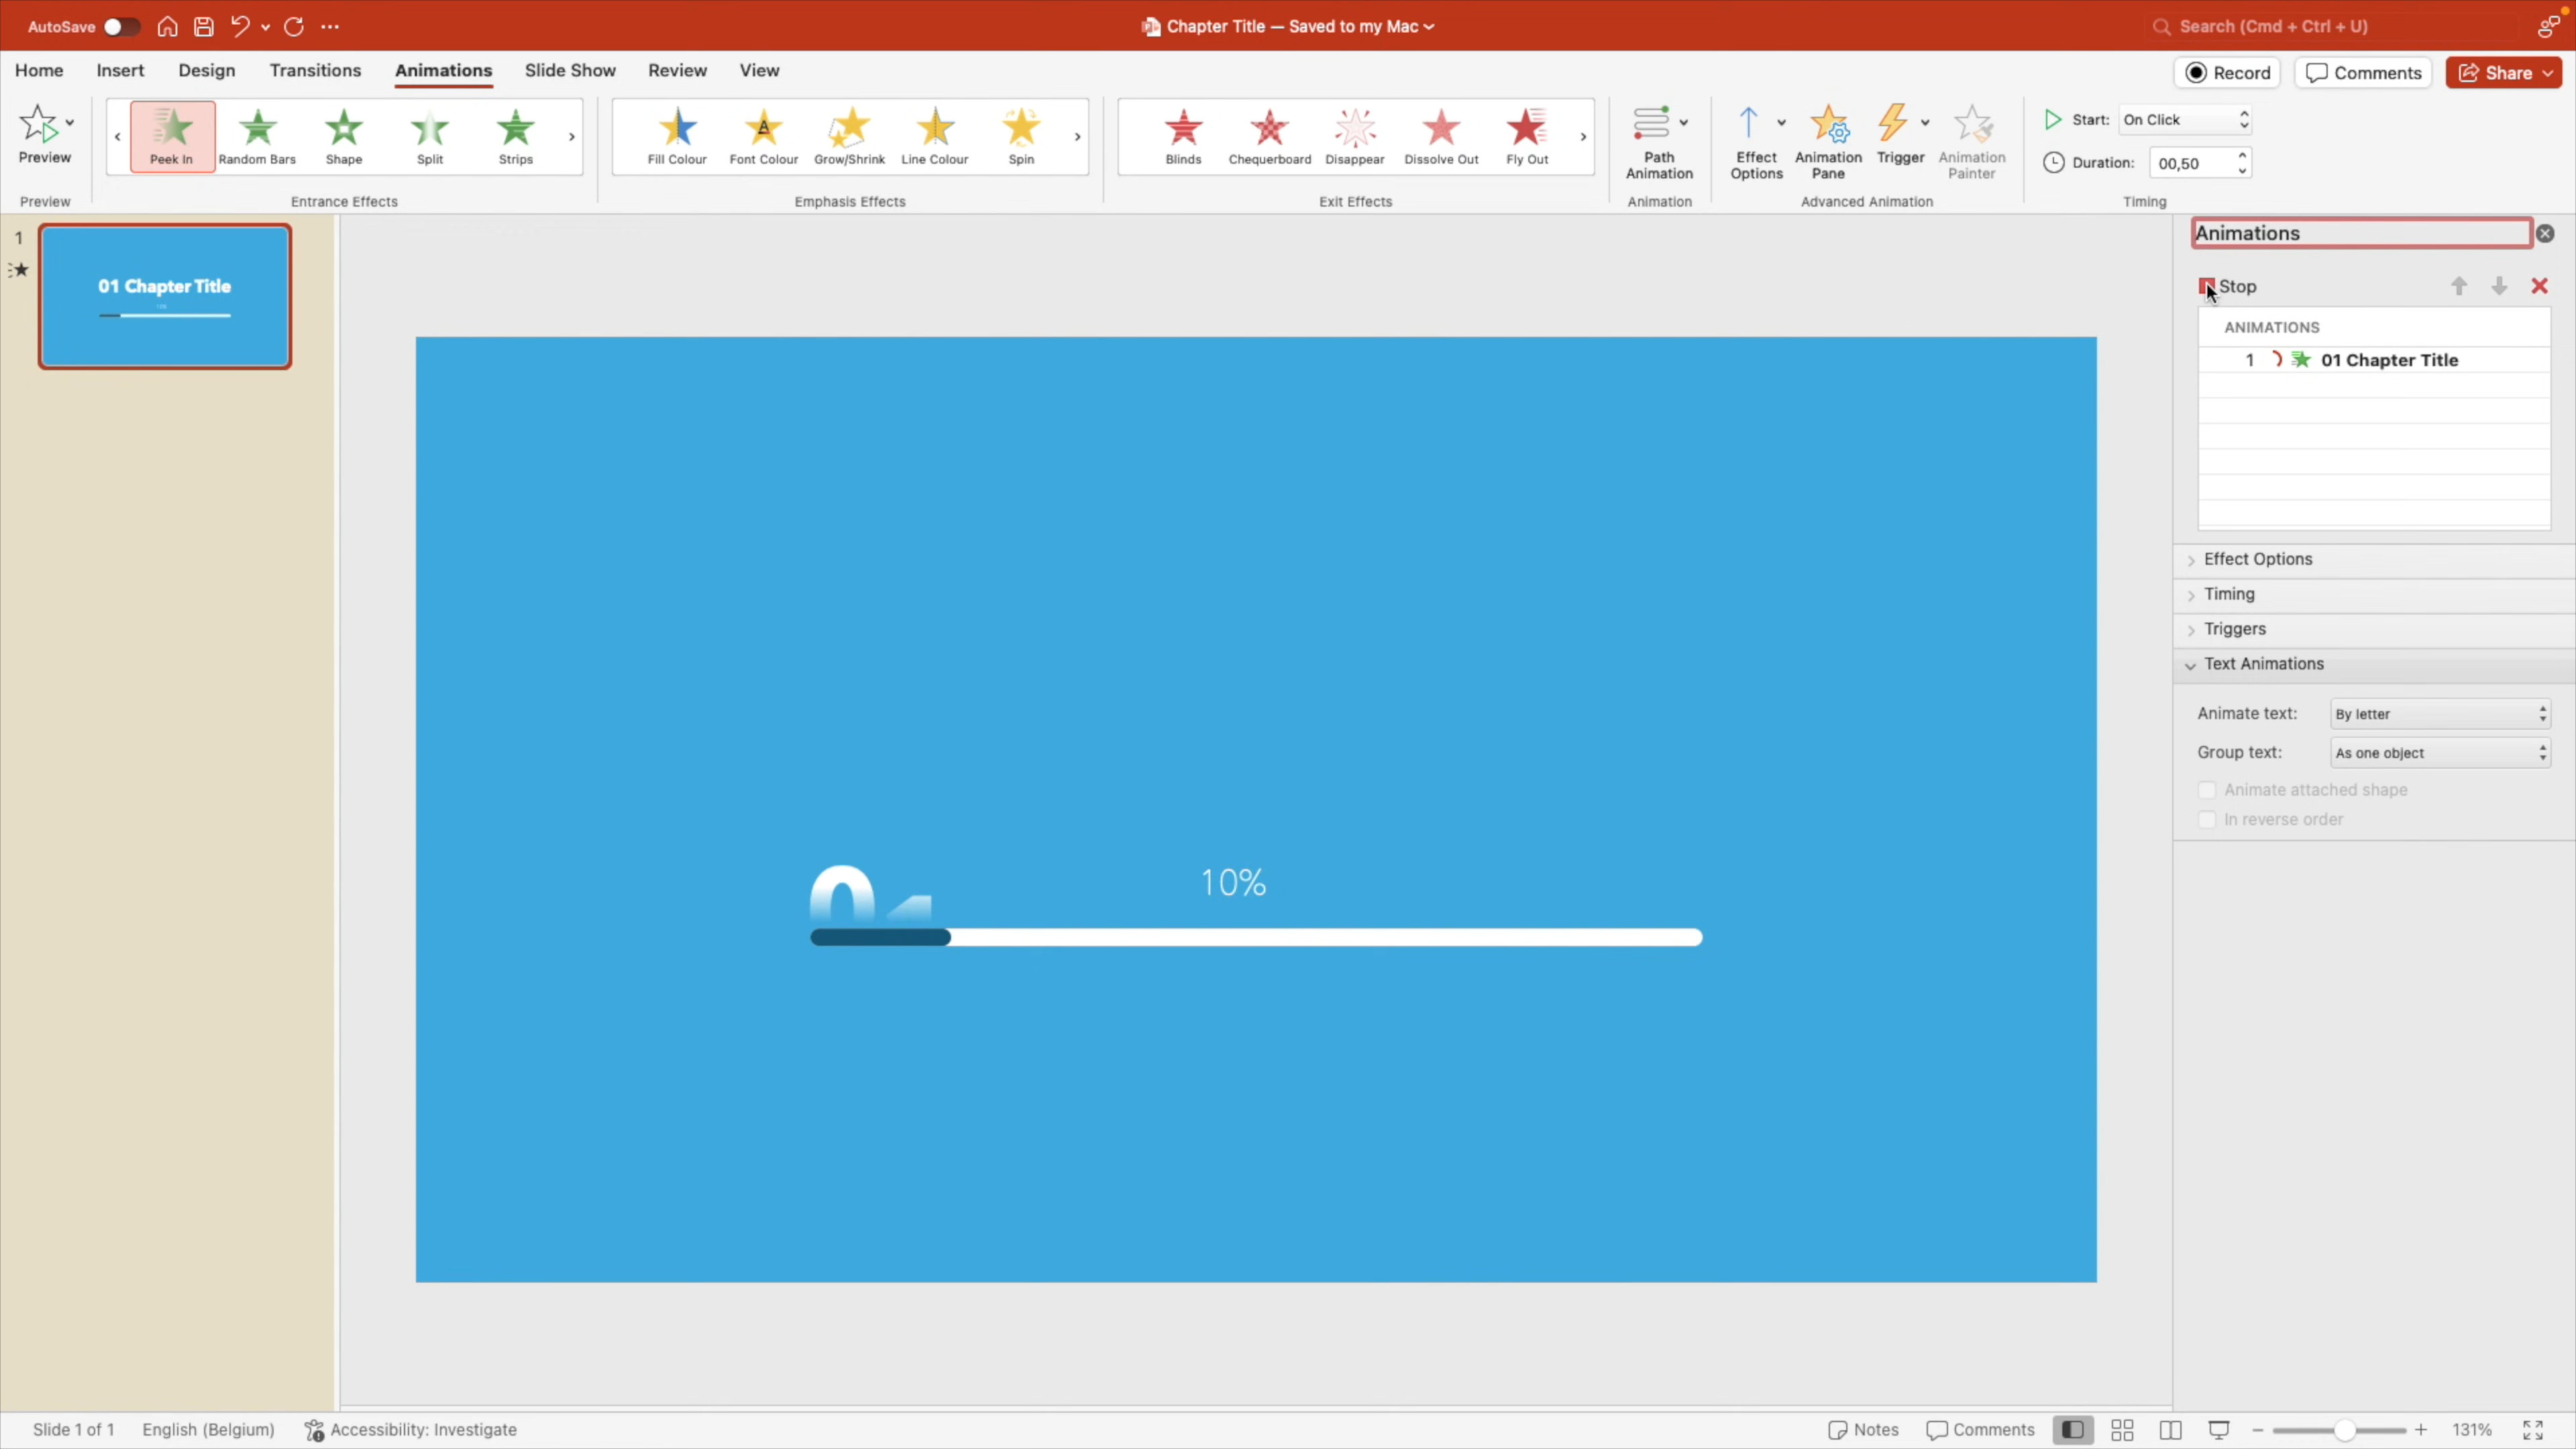 AutoSave
Chapter Title — Saved to my Mac
Search (Cmd + Ctrl + U)
Home Insert Design Transitions Animations Slide Show Review View
Record Comments Share
Preview
Peek In Random Bars Shape Split Strips
Fill Colour Font Colour Grow/Shrink Line Colour Spin
Blinds Chequerboard Disappear Dissolve Out Fly Out
Path Animation
Effect Options
Animation Pane
Trigger
Animation Painter
Start: On Click
Duration: 00,50
Preview Entrance Effects Emphasis Effects Exit Effects Animation Advanced Animation Timing
1
01 Chapter Title
Animations
Stop
ANIMATIONS
1 01 Chapter Title
Effect Options
Timing
Triggers
Text Animations
Animate text: By letter
Group text: As one object
Animate attached shape
In reverse order
01
10%
Slide 1 of 1 English (Belgium) Accessibility: Investigate Notes Comments 131%